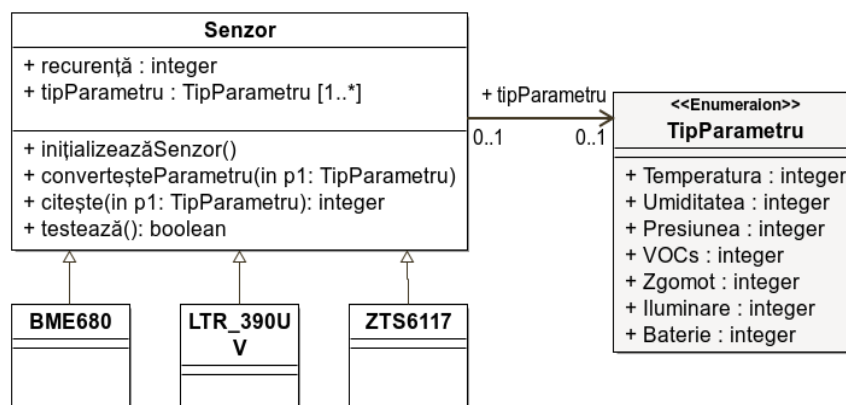 Senzor
+ recurență : integer
+ tipParametru : TipParametru [1..*]
+ inițializeazăSenzor()
+ converteșteParametru(in p1: TipParametru)
+ citește(in p1: TipParametru): integer
+ testează(): boolean
+ tipParametru
0..1
0..1
<<Enumeraion>>
TipParametru
+ Temperatura : integer
+ Umiditatea : integer
+ Presiunea : integer
+ VOCs : integer
+ Zgomot : integer
+ Iluminare : integer
+ Baterie : integer
BME680
LTR_390U
V
ZTS6117